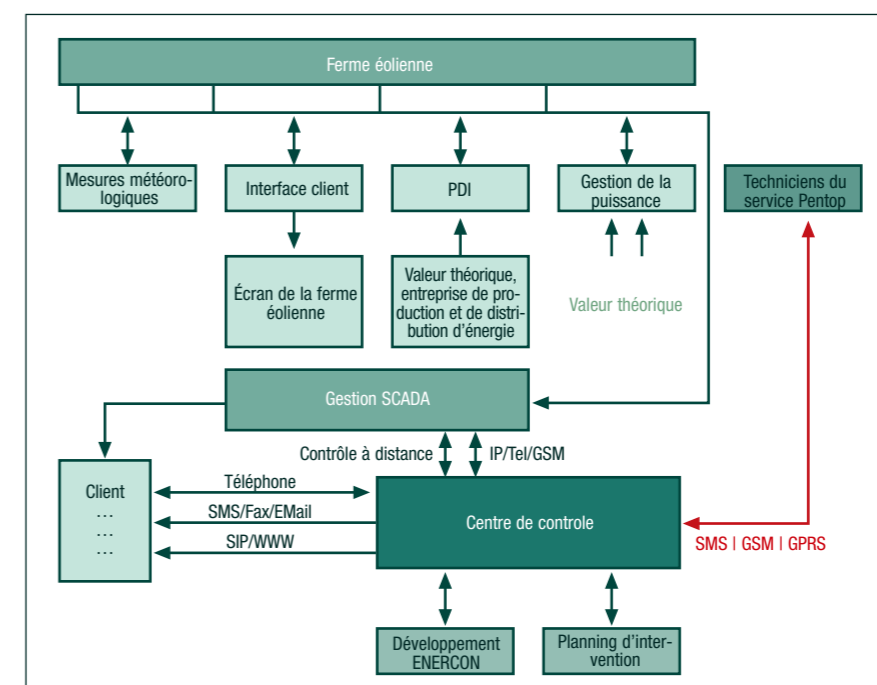 Ferme éolienne
Mesures météoro-
logiques
Interface client
PDI
Gestion de la
puissance
Techniciens du
service Pentop
Écran de la ferme
éolienne
Valeur théorique,
entreprise de pro-
duction et de distri-
bution d'énergie
Valeur théorique
Gestion SCADA
Contrôle à distance
IP/Tel/GSM
Client
…
…
…
Téléphone
SMS/Fax/EMail
SIP/WWW
Centre de controle
SMS | GSM | GPRS
Développement
ENERCON
Planning d'inter-
vention